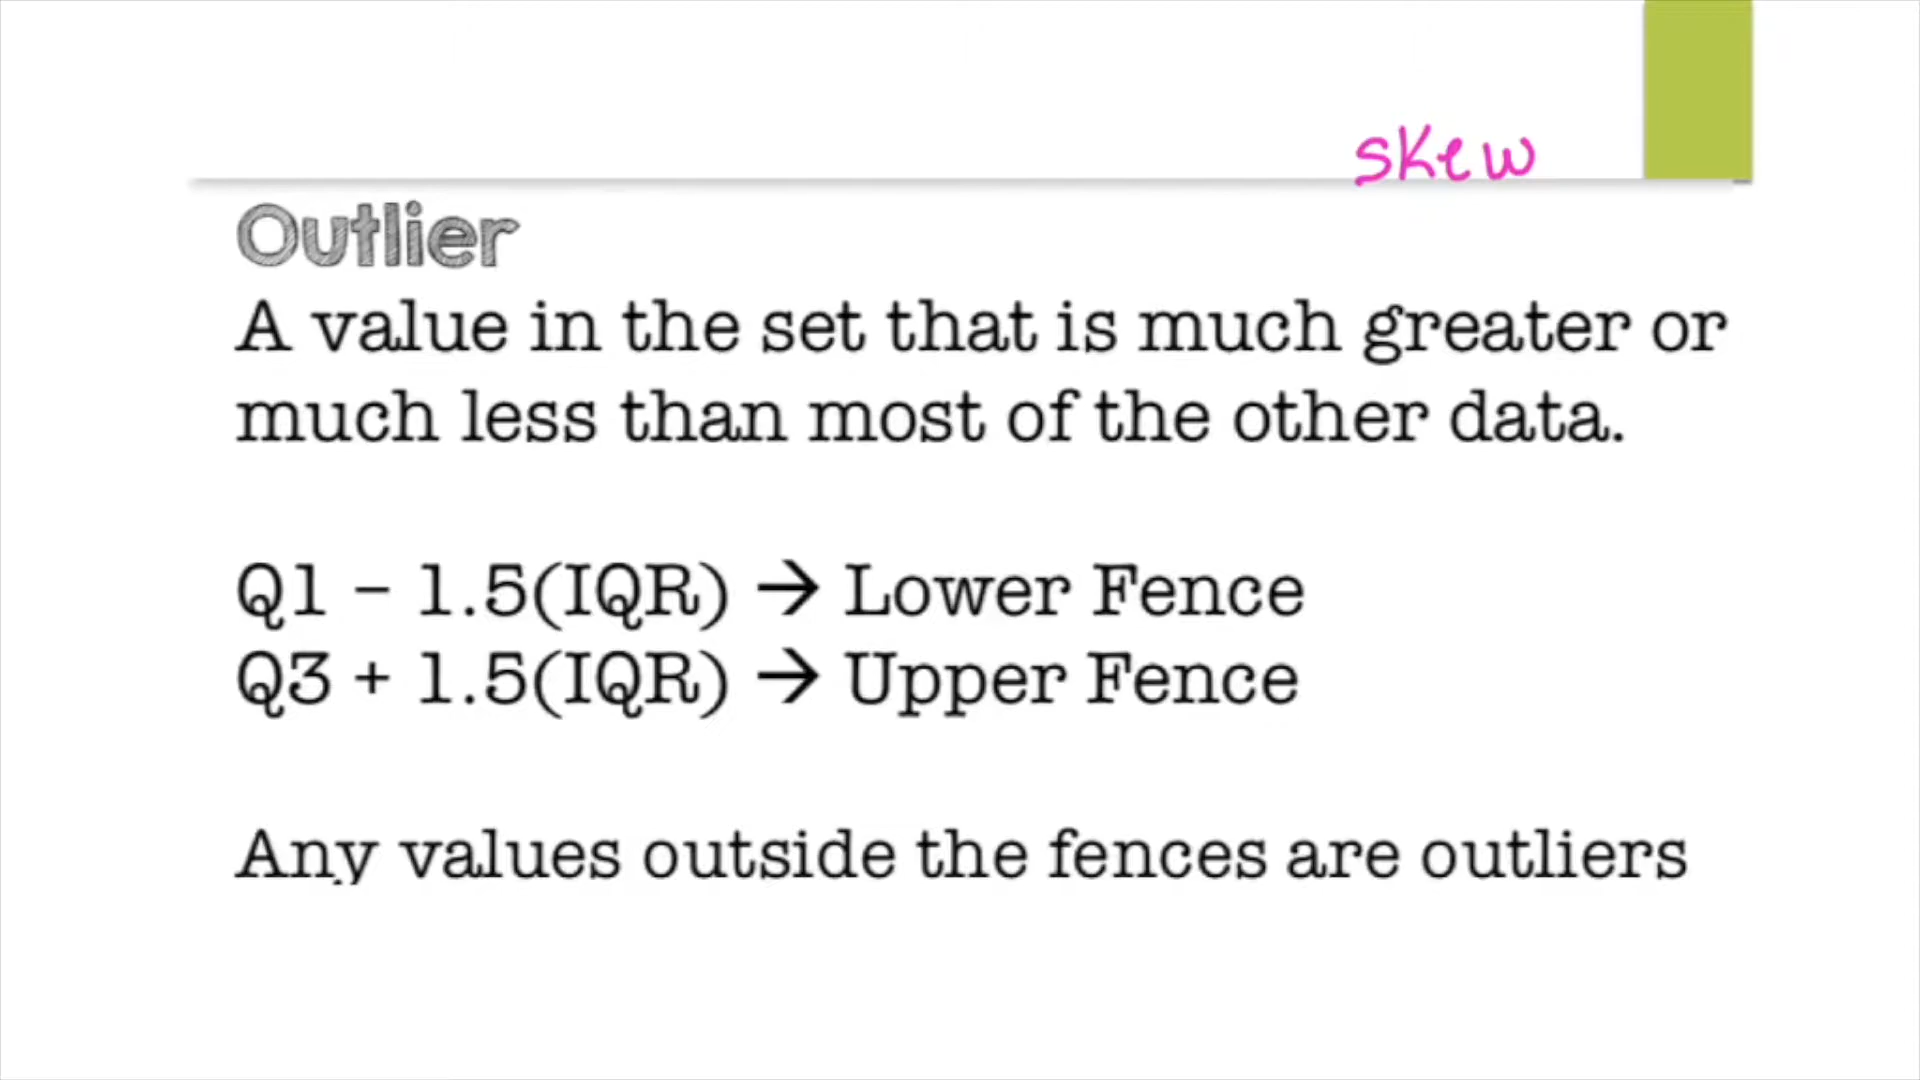 skew
Outlier
A value in the set that is much greater or
much less than most of the other data.
Q1 – 1.5(IQR) → Lower Fence
Q3 + 1.5(IQR) → Upper Fence
Any values outside the fences are outliers